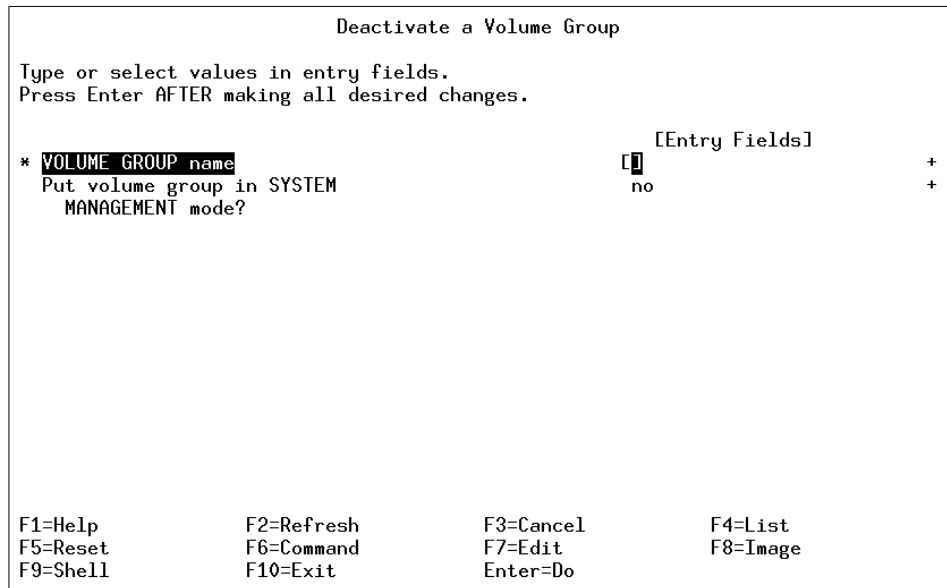 Deactivate a Volume Group
Type or select values in entry fields.
Press Enter AFTER making all desired changes.
[Entry Fields]
* VOLUME GROUP name [] +
Put volume group in SYSTEM no +
MANAGEMENT mode?
F1=Help F2=Refresh F3=Cancel F4=List
F5=Reset F6=Command F7=Edit F8=Image
F9=Shell F10=Exit Enter=Do